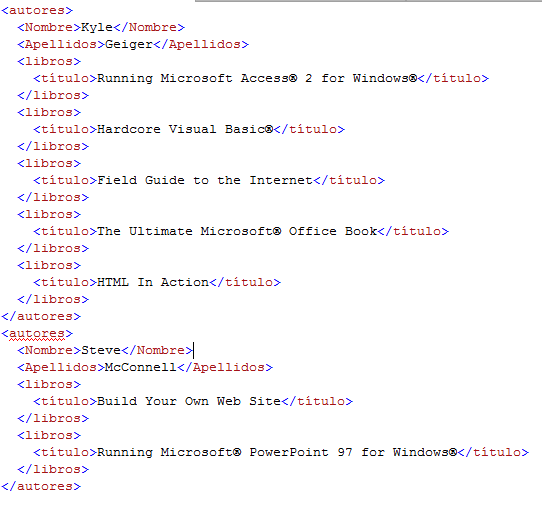 <autores>
<Nombre>Kyle</Nombre>
<Apellidos>Geiger</Apellidos>
<libros>
<título>Running Microsoft Access® 2 for Windows®</título>
</libros>
<libros>
<título>Hardcore Visual Basic®</título>
</libros>
<libros>
<título>Field Guide to the Internet</título>
</libros>
<libros>
<título>The Ultimate Microsoft® Office Book</título>
</libros>
<libros>
<título>HTML In Action</título>
</libros>
</autores>
<autores>
<Nombre>Steve</Nombre>
<Apellidos>McConnell</Apellidos>
<libros>
<título>Build Your Own Web Site</título>
</libros>
<libros>
<título>Running Microsoft® PowerPoint 97 for Windows®</título>
</libros>
</autores>